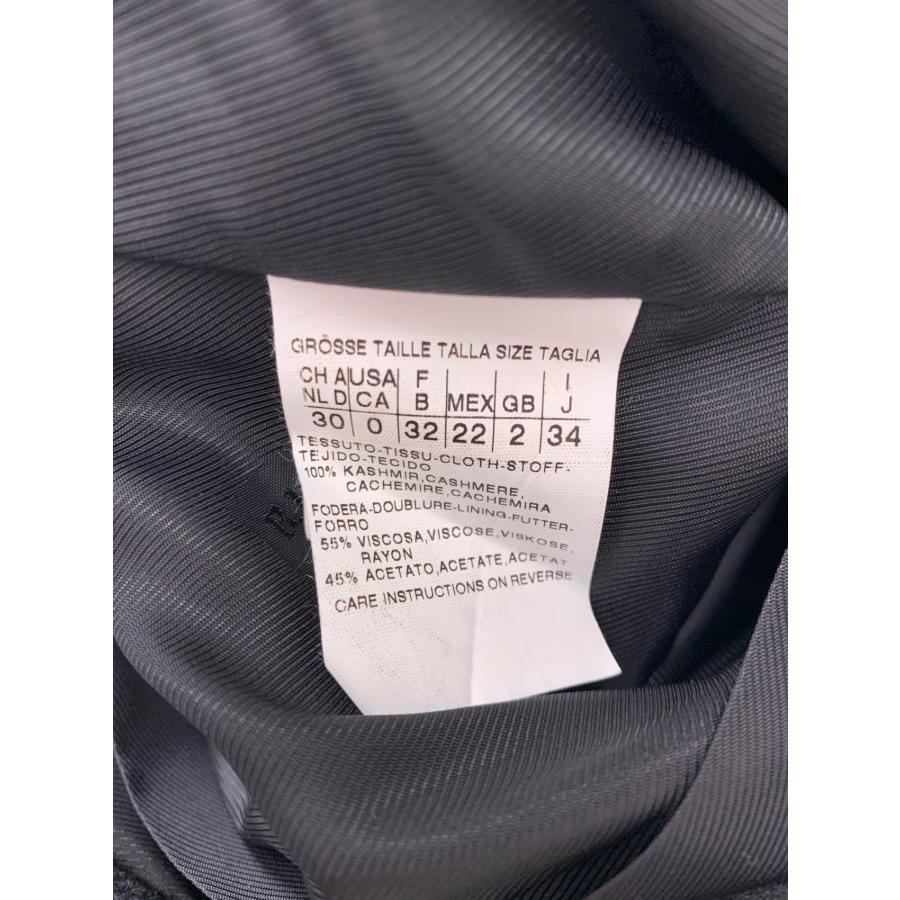 GRÖSSE TAILLE TALLA SIZE TAGLIA
CH A USA F I
NL D CA B MEX GB J
30 0 32 22 2 34
TESSUTO-TISSU-CLOTH-STOFF-
TEJIDO-TECIDO
100% KASHMIR,CASHMERE,
CACHEMIRE,CACHEMIRA
FODERA-DOUBLURE-LINING-FUTTER-
FORRO
55% VISCOSA,VISCOSE,VISKOSE,
RAYON
45% ACETATO,ACETATE,ACETAT
CARE INSTRUCTIONS ON REVERSE